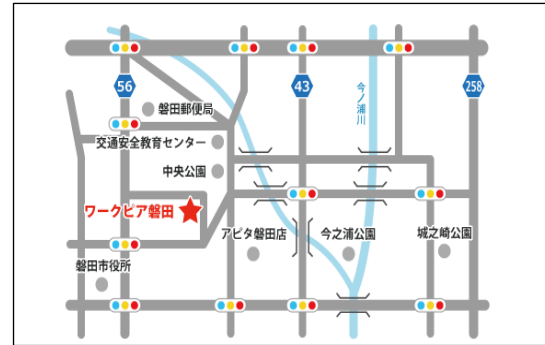 56
43
258
今ノ浦川
磐田郵便局
交通安全教育センター
中央公園
ワークピア磐田
アピタ磐田店
今之浦公園
城之崎公園
磐田市役所